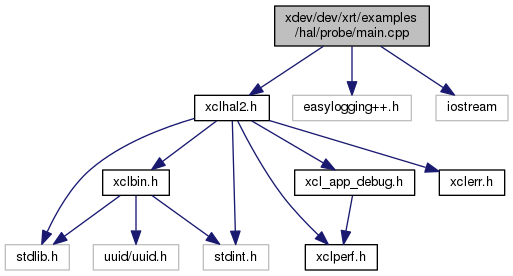 xdev/dev/xrt/examples
/hal/probe/main.cpp
xclhal2.h
easylogging++.h
iostream
xclbin.h
xcl_app_debug.h
xclerr.h
stdlib.h
uuid/uuid.h
stdint.h
xclperf.h